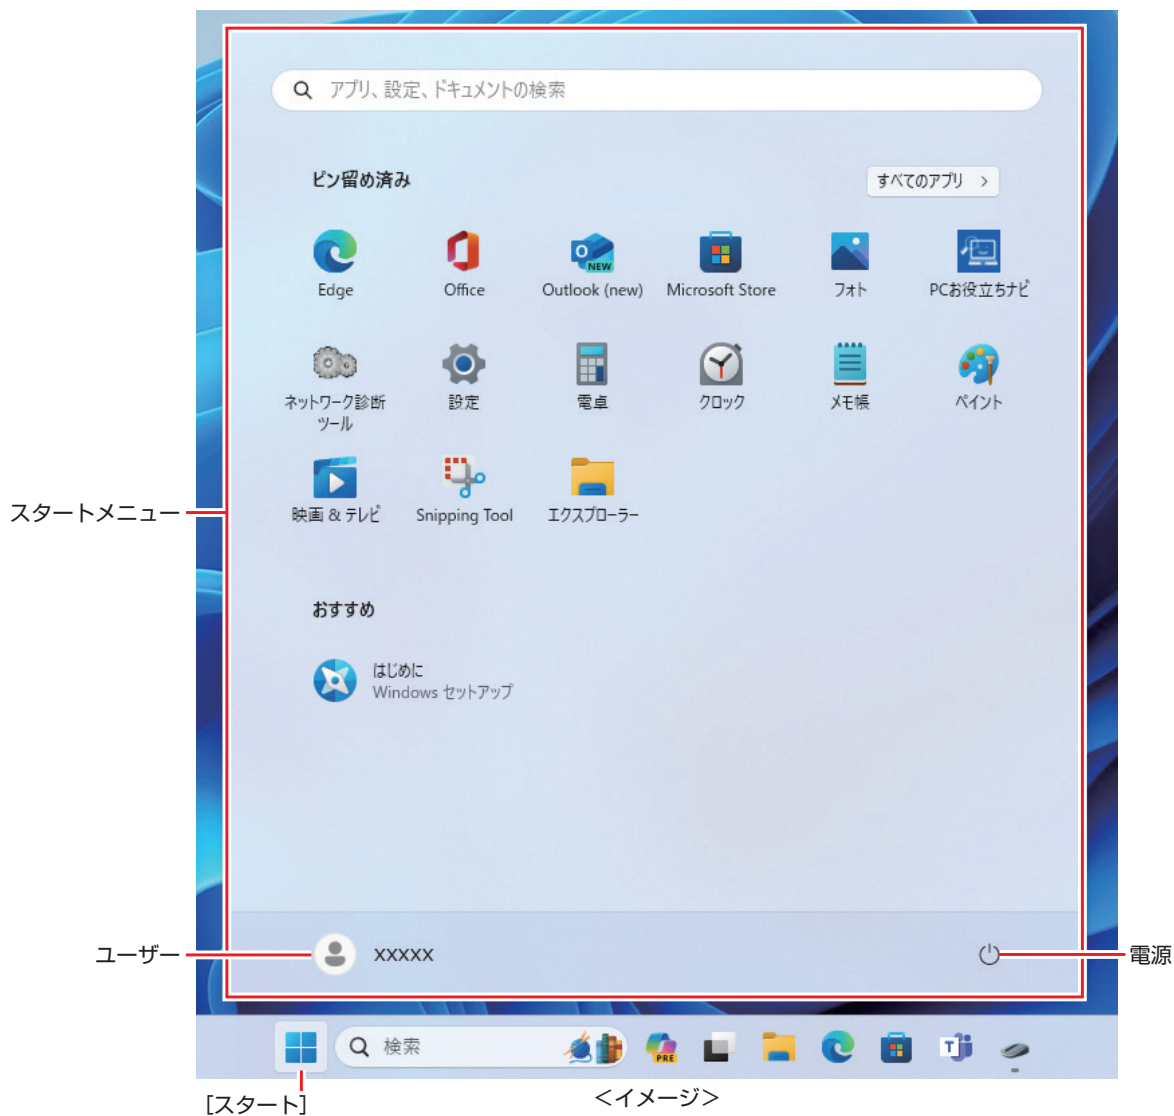 アプリ、設定、ドキュメントの検索
ピン留め済み
すべてのアプリ >
Edge
Office
NEW
Outlook (new)
Microsoft Store
フォト
PCお役立ちナビ
ネットワーク診断
ツール
設定
電卓
クロック
メモ帳
ペイント
スタートメニュー
映画 & テレビ
Snipping Tool
エクスプローラー
おすすめ
はじめに
Windows セットアップ
ユーザー
xxxxx
電源
検索
PRE
[スタート]
<イメージ>